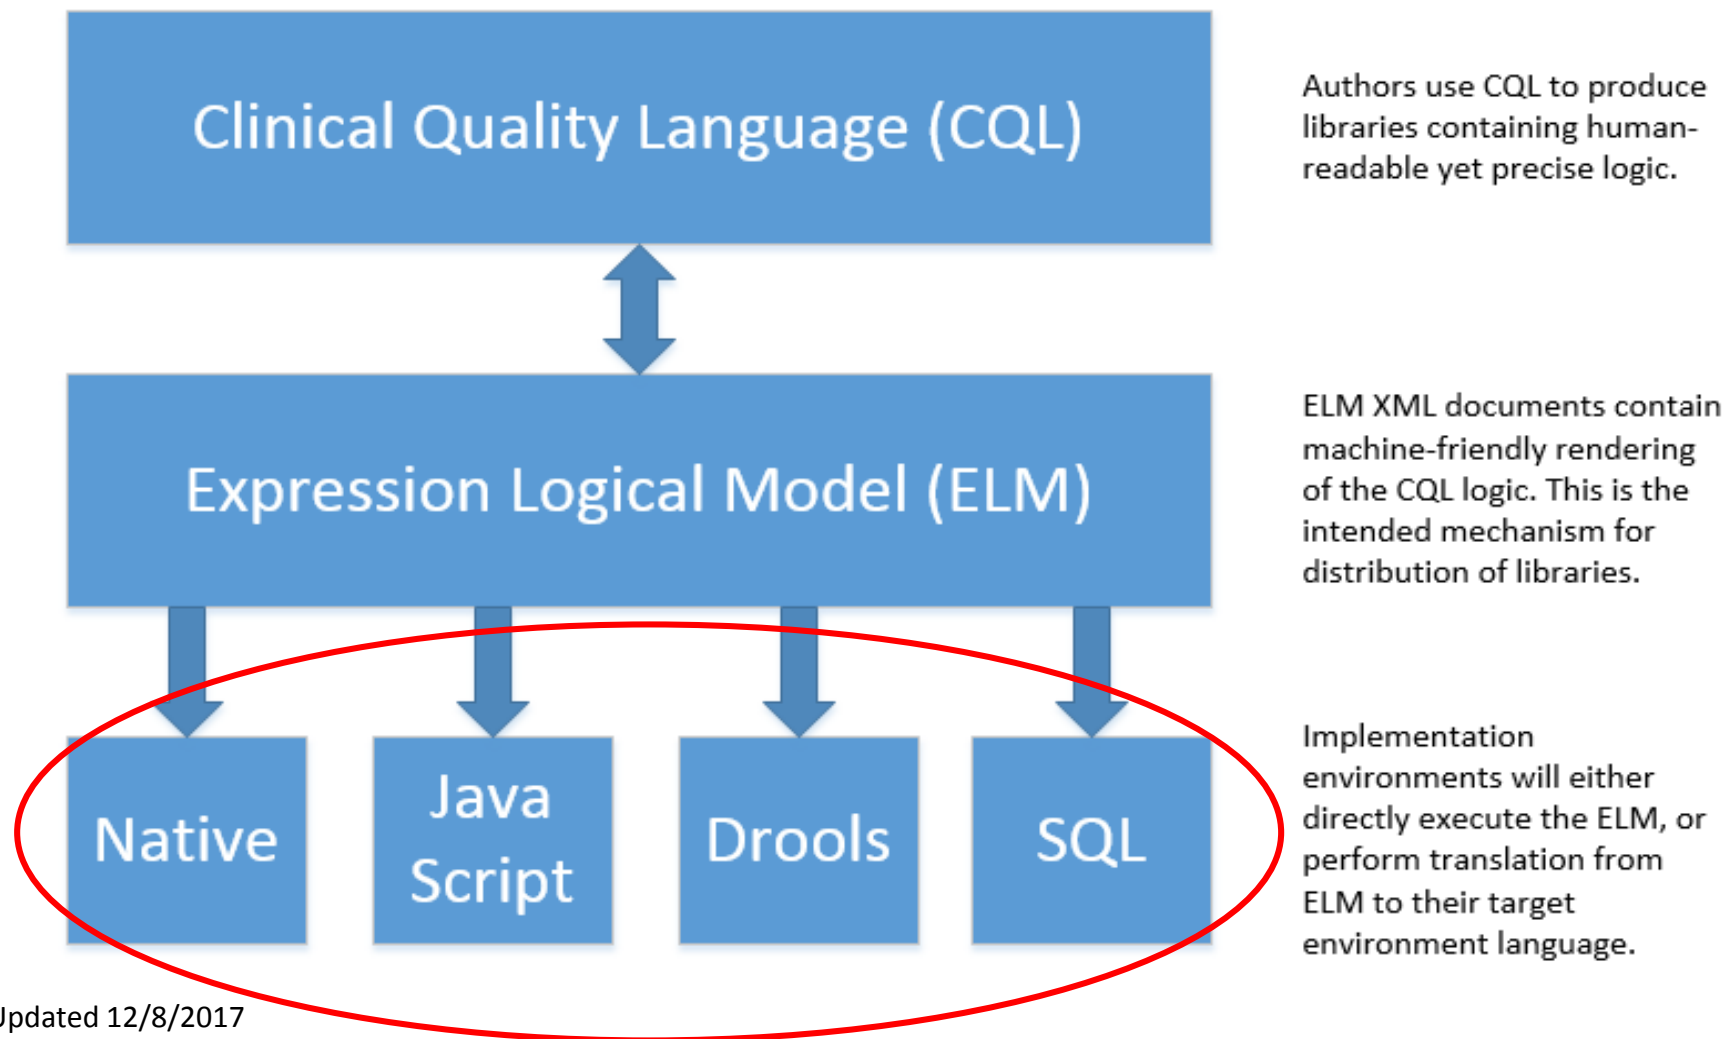 Clinical Quality Language (CQL)
Authors use CQL to produce
libraries containing human-
readable yet precise logic.
Expression Logical Model (ELM)
ELM XML documents contain
machine-friendly rendering
of the CQL logic. This is the
intended mechanism for
distribution of libraries.
Native
Java
Script
Drools
SQL
Implementation
environments will either
directly execute the ELM, or
perform translation from
ELM to their target
environment language.
Updated 12/8/2017